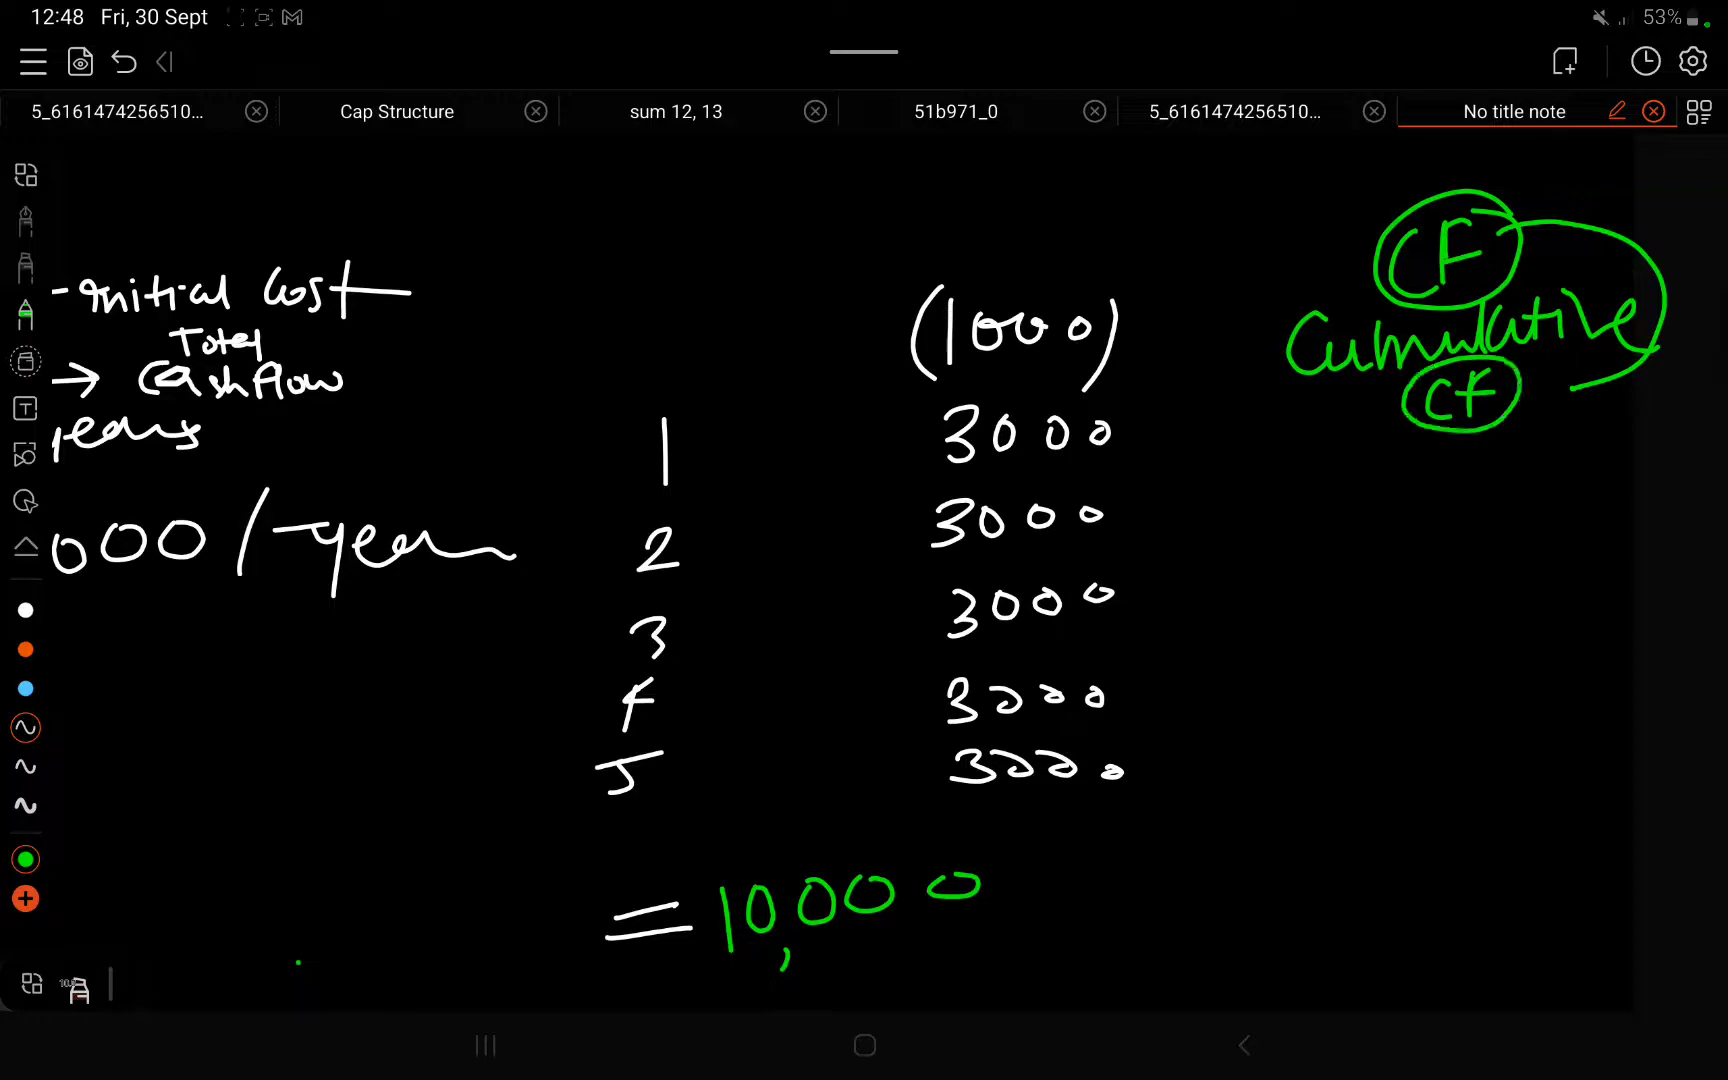 12:48 Fri, 30 Sept
53%
5_6161474256510...
Cap Structure
sum 12, 13
51b971_0
5_6161474256510...
No title note
-Initial Cost
Total
→ Cashflow
years
000/year
(1000)
1 3000
2 3000
3 3000
4 3000
5 3000
= 10,000
CF
Cumulative
CF